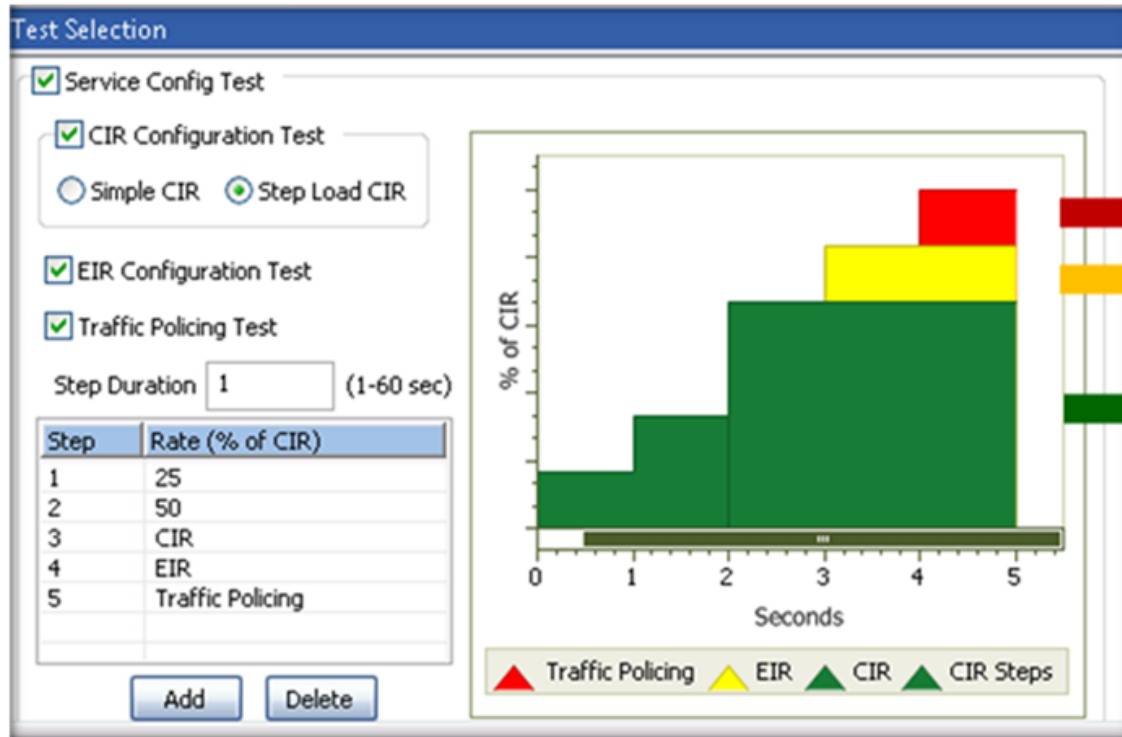 Test Selection
Service Config Test
CIR Configuration Test
Simple CIR Step Load CIR
EIR Configuration Test
Traffic Policing Test
Step Duration 1 (1-60 sec)
Step Rate (% of CIR)
1 25
2 50
3 CIR
4 EIR
5 Traffic Policing
Add Delete
% of CIR
0 1 2 3 4 5
Seconds
Traffic Policing EIR CIR CIR Steps